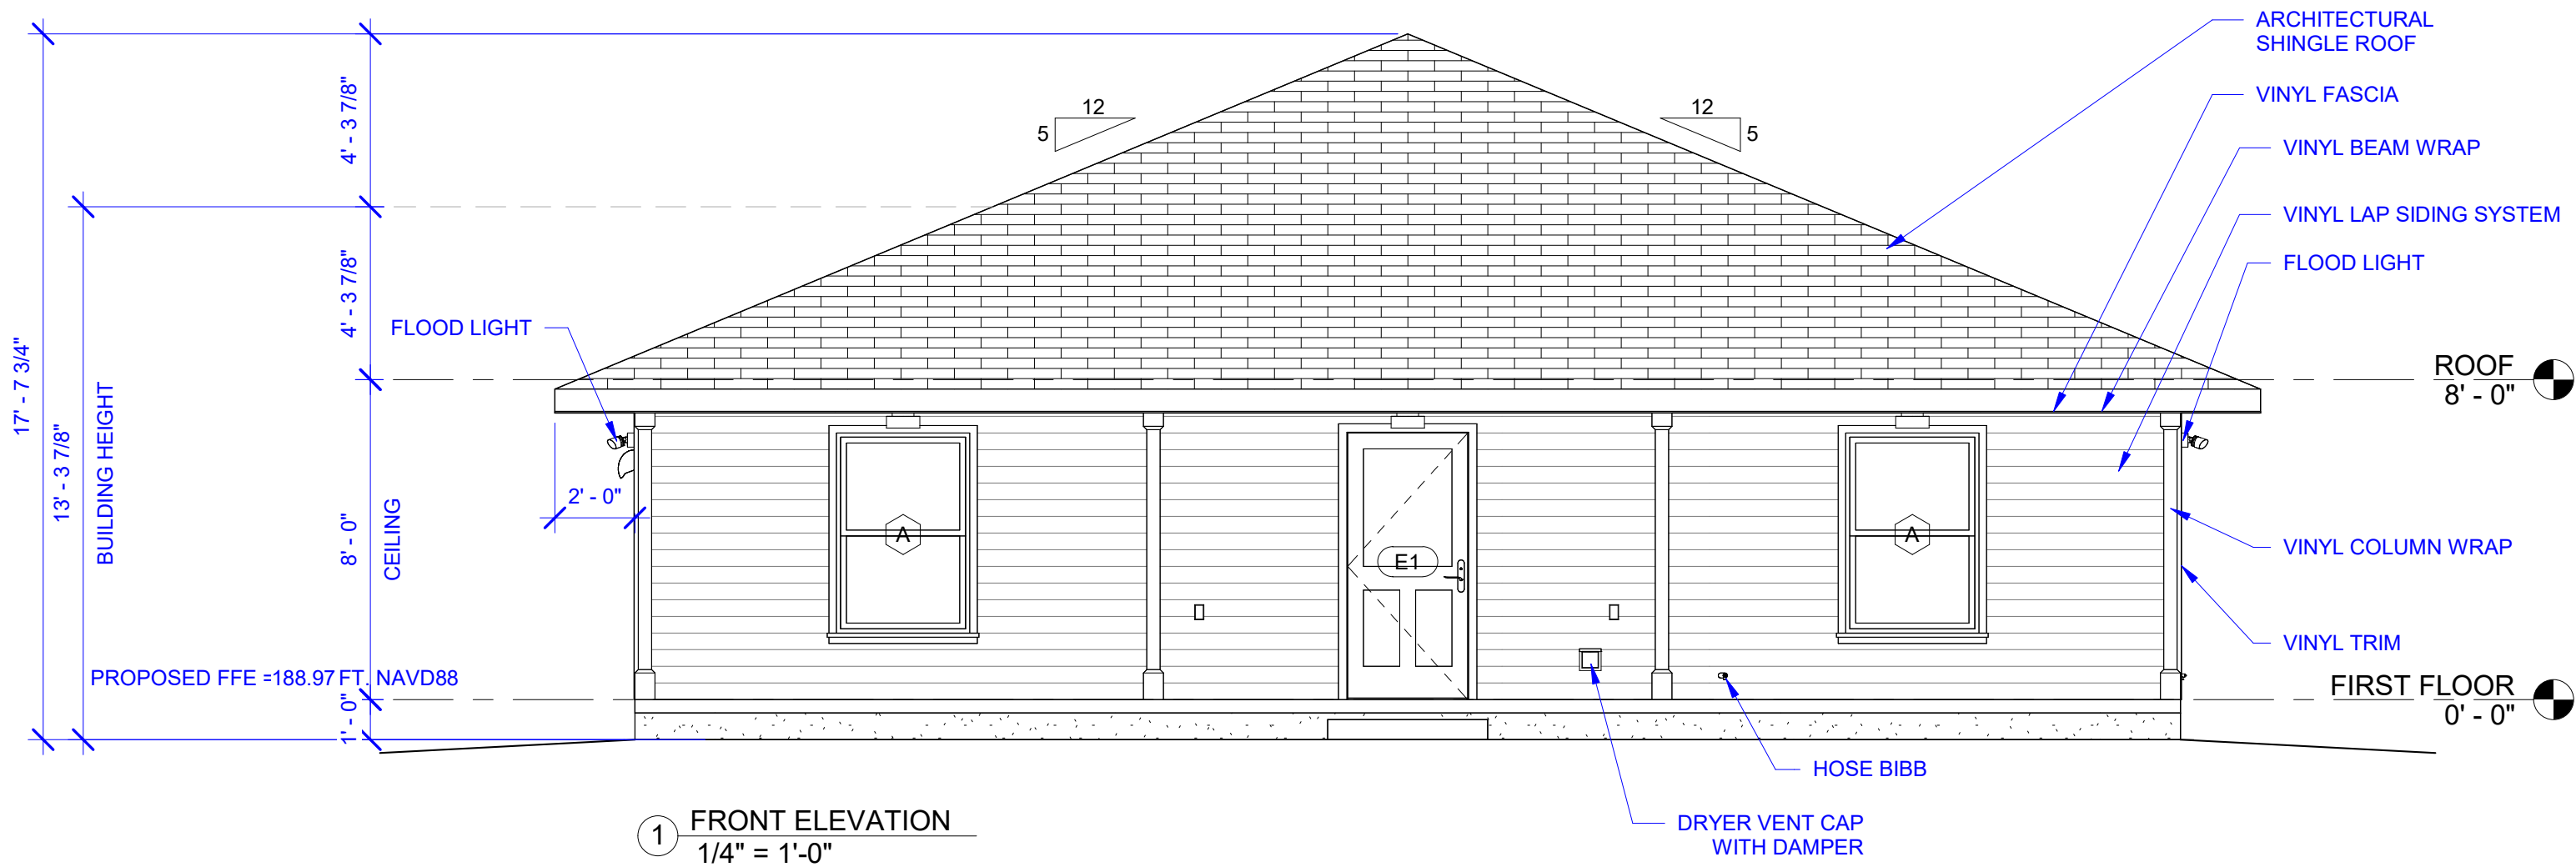 ARCHITECTURAL
SHINGLE ROOF
VINYL FASCIA
VINYL BEAM WRAP
VINYL LAP SIDING SYSTEM
FLOOD LIGHT
12
5
12
5
4' - 3 7/8"
4' - 3 7/8"
17' - 7 3/4"
13' - 3 7/8"
BUILDING HEIGHT
8' - 0"
CEILING
1' - 0"
FLOOD LIGHT
2' - 0"
ROOF
8' - 0"
A
E1
A
VINYL COLUMN WRAP
VINYL TRIM
PROPOSED FFE =188.97 FT. NAVD88
FIRST FLOOR
0' - 0"
HOSE BIBB
DRYER VENT CAP
WITH DAMPER
1 FRONT ELEVATION
1/4" = 1'-0"